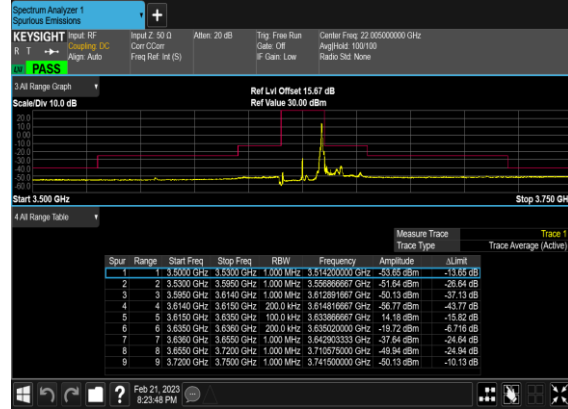 Spectrum Analyzer 1
Spurious Emissions
+
KEYSIGHT Input: RF Input Z: 50 Ω Atten: 20 dB Trig: Free Run Center Freq: 22.005000000 GHz
R T Coupling: DC Corr CCorr Gate: Off Avg|Hold: 100/100
Align: Auto Freq Ref: Int (S) IF Gain: Low Radio Std: None
PASS
3 All Range Graph
Ref Lvl Offset 15.67 dB
Scale/Div 10.0 dB Ref Value 30.00 dBm
20.0
10.0
0.00
-10.0
-20.0
-30.0
-40.0
-50.0
-60.0
Start 3.500 GHz Stop 3.750 GH
4 All Range Table
Measure Trace Trace 1
Trace Type Trace Average (Active)
Spur Range Start Freq Stop Freq RBW Frequency Amplitude ΔLimit
1 1 3.5000 GHz 3.5300 GHz 1.000 MHz 3.514200000 GHz -53.65 dBm -13.65 dB
2 2 3.5300 GHz 3.5950 GHz 1.000 MHz 3.556866667 GHz -51.64 dBm -26.64 dB
3 3 3.5950 GHz 3.6140 GHz 1.000 MHz 3.612891667 GHz -50.13 dBm -37.13 dB
4 4 3.6140 GHz 3.6150 GHz 200.0 kHz 3.614816667 GHz -56.77 dBm -43.77 dB
5 5 3.6150 GHz 3.6350 GHz 100.0 kHz 3.633866667 GHz 14.18 dBm -15.82 dB
6 6 3.6350 GHz 3.6360 GHz 200.0 kHz 3.635020000 GHz -19.72 dBm -6.716 dB
7 7 3.6360 GHz 3.6550 GHz 1.000 MHz 3.642903333 GHz -37.64 dBm -24.64 dB
8 8 3.6550 GHz 3.7200 GHz 1.000 MHz 3.710575000 GHz -49.94 dBm -24.94 dB
9 9 3.7200 GHz 3.7500 GHz 1.000 MHz 3.741500000 GHz -50.13 dBm -10.13 dB
? Feb 21, 2023
8:23:48 PM